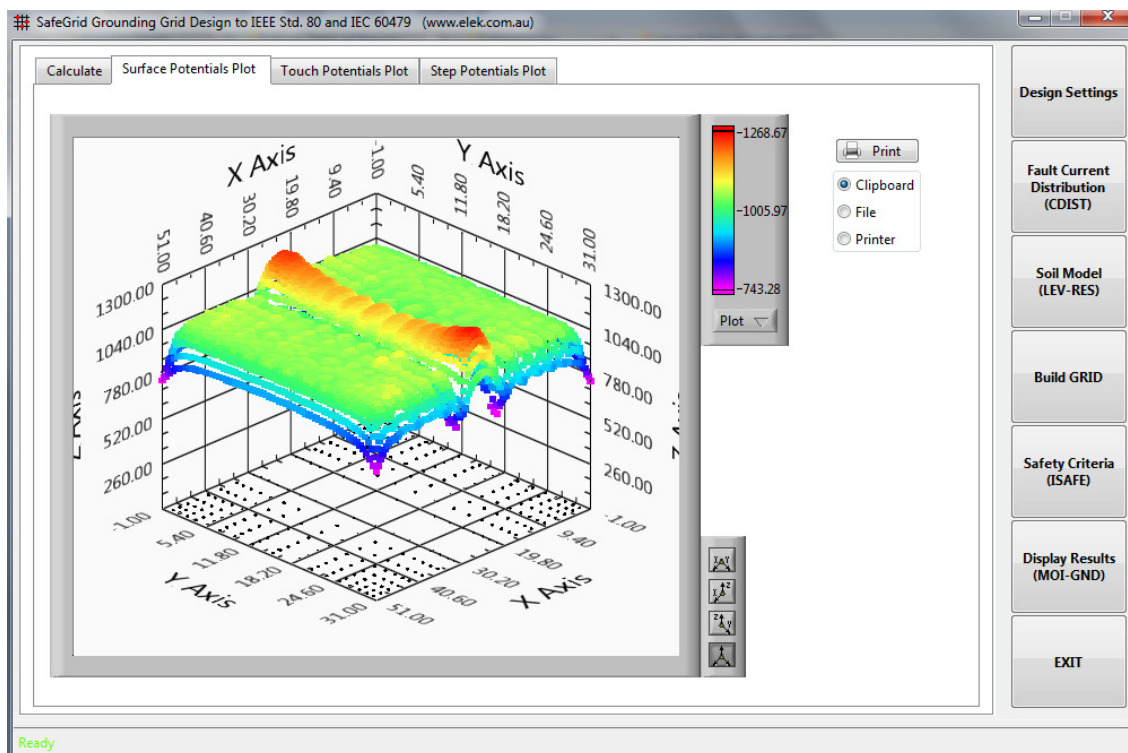 SafeGrid Grounding Grid Design to IEEE Std. 80 and IEC 60479 (www.elek.com.au)
Calculate
Surface Potentials Plot
Touch Potentials Plot
Step Potentials Plot
X Axis
Y Axis
51.00
40.60
30.20
19.80
9.40
-1.00
5.40
11.80
18.20
24.60
31.00
1300.00
1040.00
780.00
520.00
260.00
1300.00
1040.00
780.00
520.00
260.00
-1.00
5.40
11.80
18.20
24.60
31.00
Y Axis
51.00
40.60
30.20
19.80
9.40
-1.00
X Axis
-1268.67
-1005.97
-743.28
Plot
Print
Clipboard
File
Printer
Design Settings
Fault Current
Distribution
(CDIST)
Soil Model
(LEV-RES)
Build GRID
Safety Criteria
(ISAFE)
Display Results
(MOI-GND)
EXIT
Ready